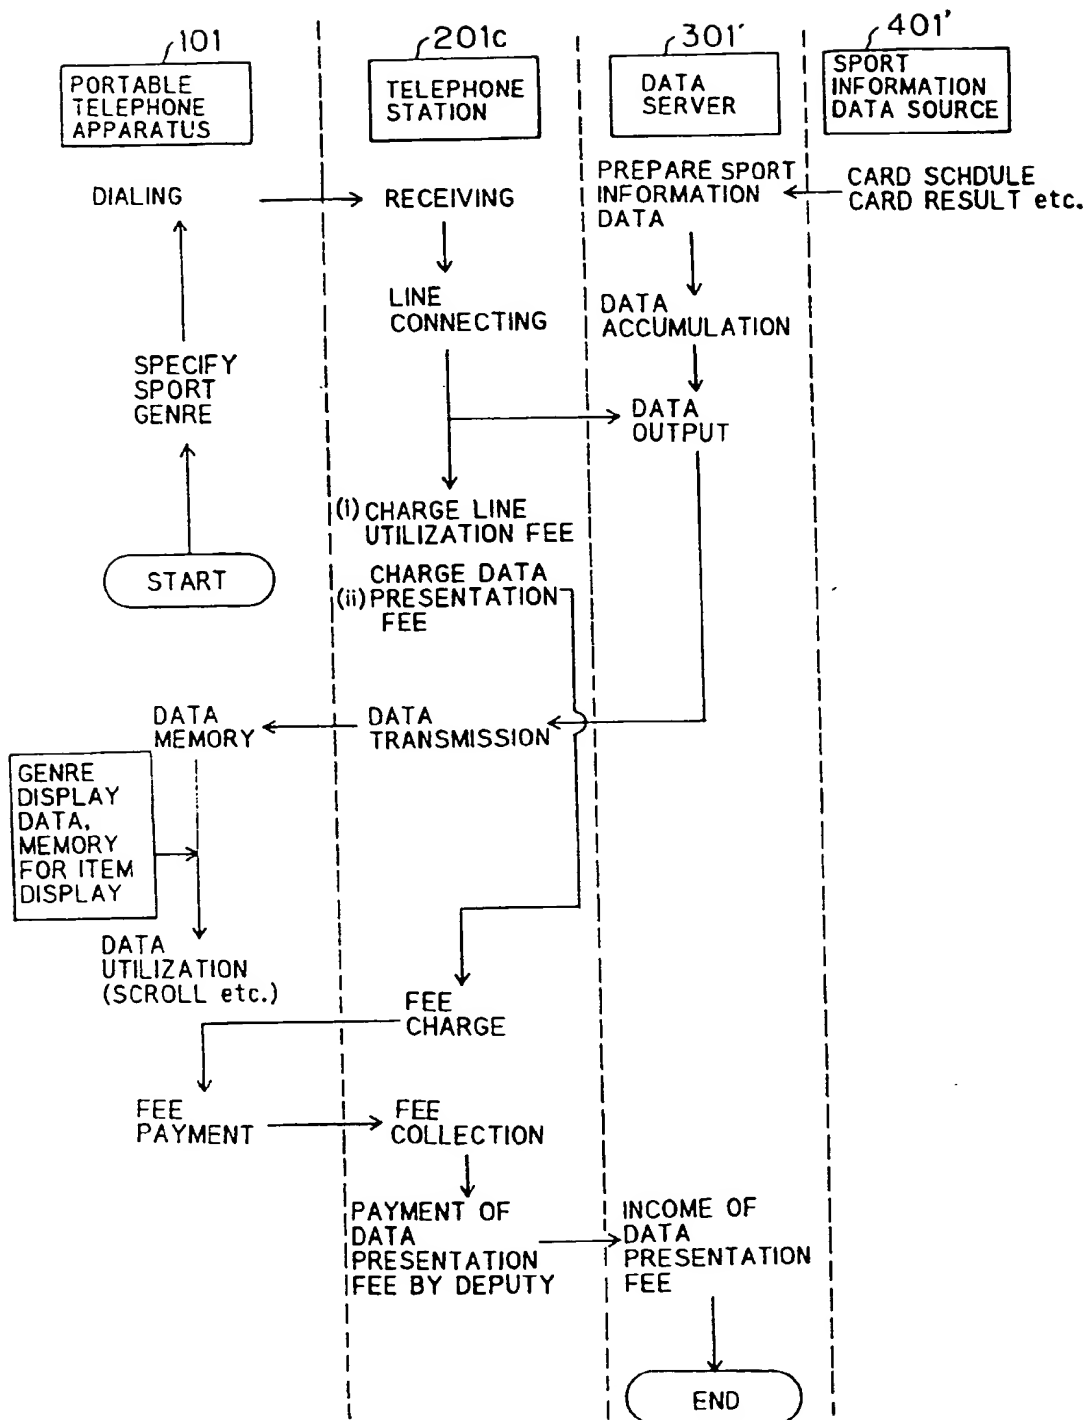 101
201c
301'
401'
PORTABLE
TELEPHONE
APPARATUS
TELEPHONE
STATION
DATA
SERVER
SPORT
INFORMATION
DATA SOURCE
DIALING
RECEIVING
PREPARE SPORT
INFORMATION
DATA
CARD SCHDULE
CARD RESULT etc.
LINE
CONNECTING
DATA
ACCUMULATION
SPECIFY
SPORT
GENRE
DATA
OUTPUT
(i) CHARGE LINE
UTILIZATION FEE
START
CHARGE DATA
(ii) PRESENTATION
FEE
DATA
MEMORY
DATA
TRANSMISSION
GENRE
DISPLAY
DATA,
MEMORY
FOR ITEM
DISPLAY
DATA
UTILIZATION
(SCROLL etc.)
FEE
CHARGE
FEE
PAYMENT
FEE
COLLECTION
PAYMENT OF
DATA
PRESENTATION
FEE BY DEPUTY
INCOME OF
DATA
PRESENTATION
FEE
END